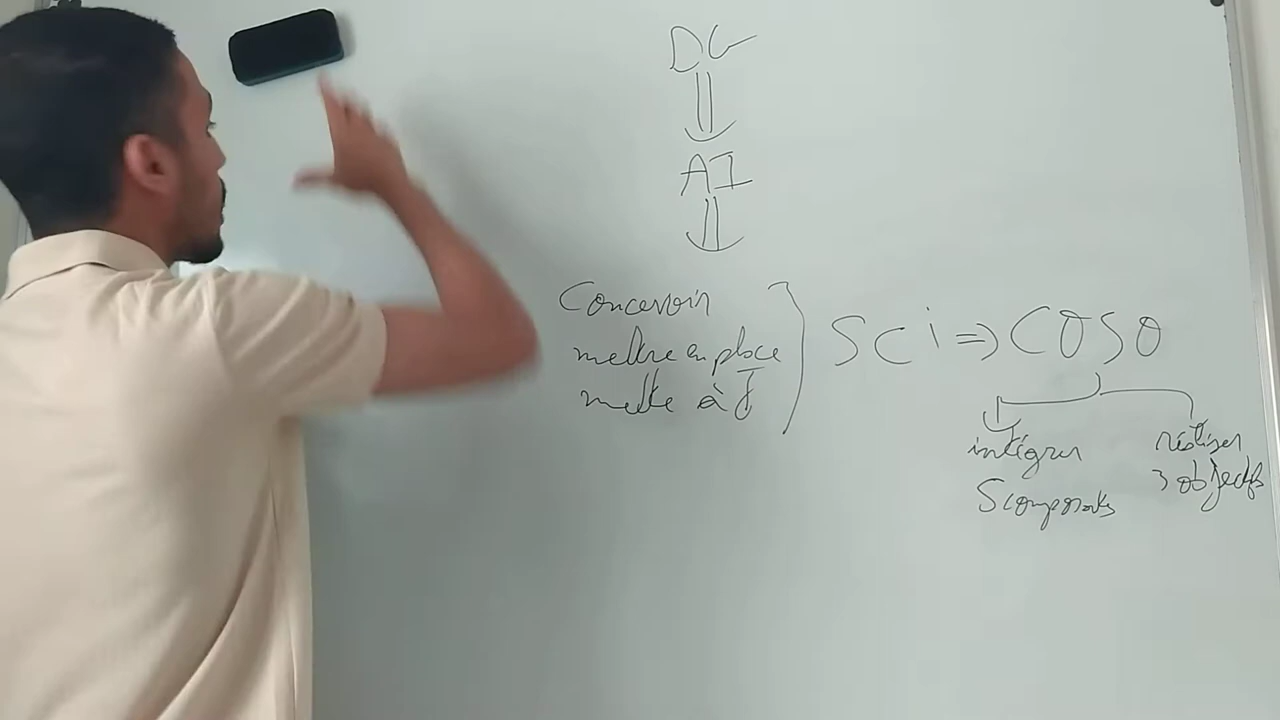 DG
AI
Concevoir
mettre en place
mettre à J
SCi => COSO
intégrer
5 composants
réaliser
3 objectifs